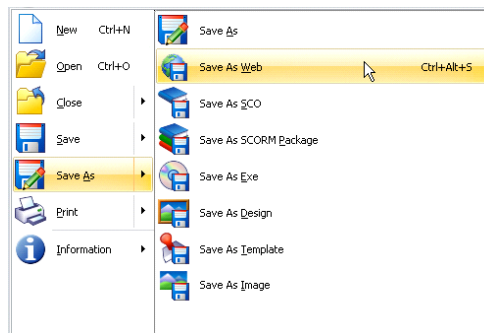 New Ctrl+N
Open Ctrl+O
Close
Save
Save As
Print
Information
Save As
Save As Web Ctrl+Alt+S
Save As SCO
Save As SCORM Package
Save As Exe
Save As Design
Save As Template
Save As Image